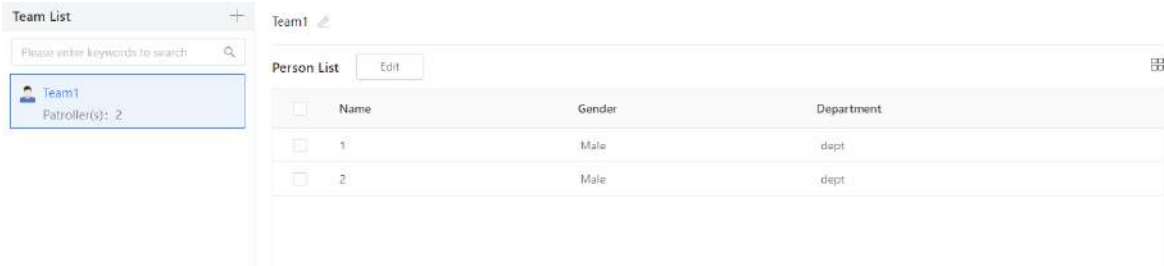 Team List
Please enter keywords to search
Team1
Patroller(s): 2
Team1
Person List Edit
Name Gender Department
1 Male dept
2 Male dept